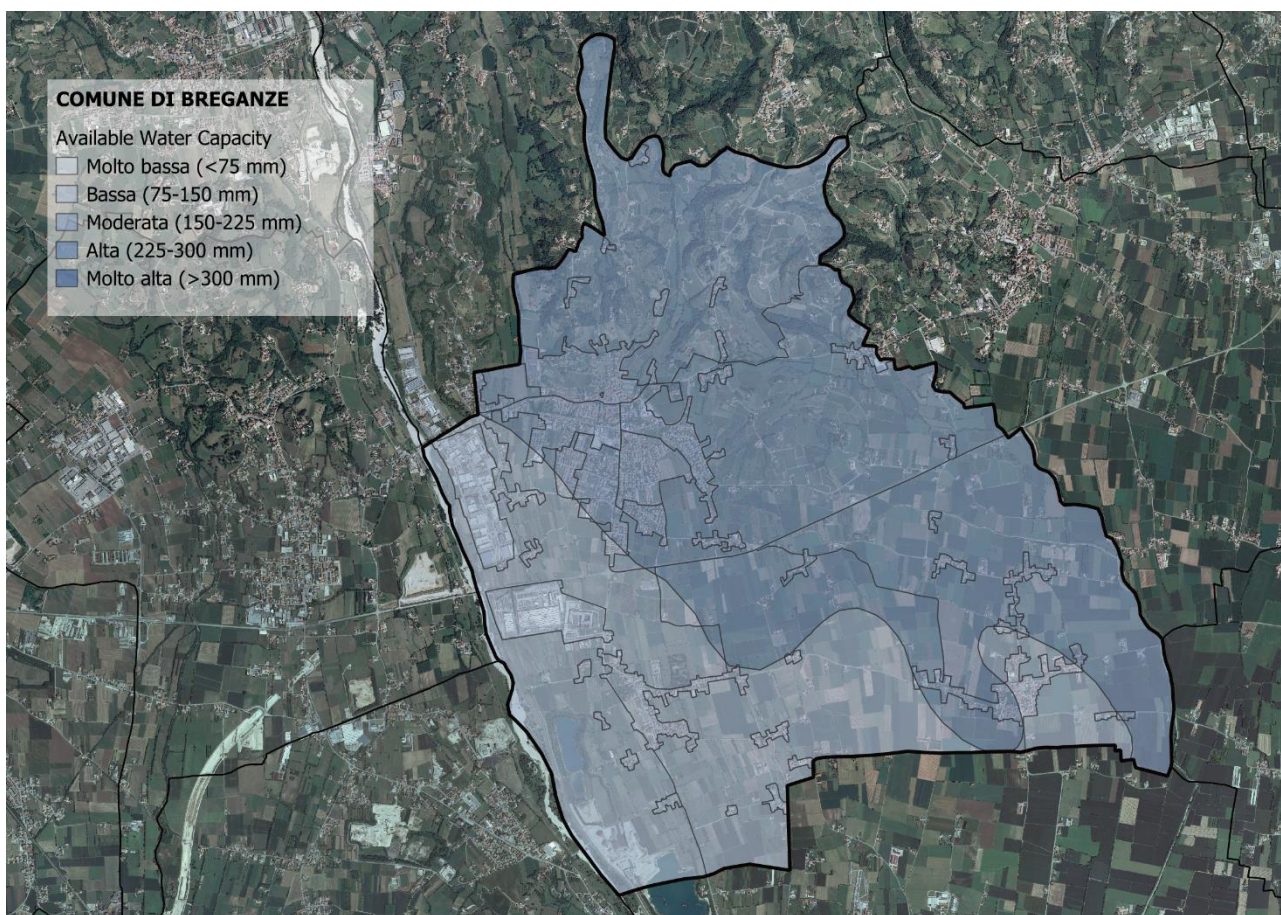 COMUNE DI BREGANZE
Available Water Capacity
Molto bassa (<75 mm)
Bassa (75-150 mm)
Moderata (150-225 mm)
Alta (225-300 mm)
Molto alta (>300 mm)